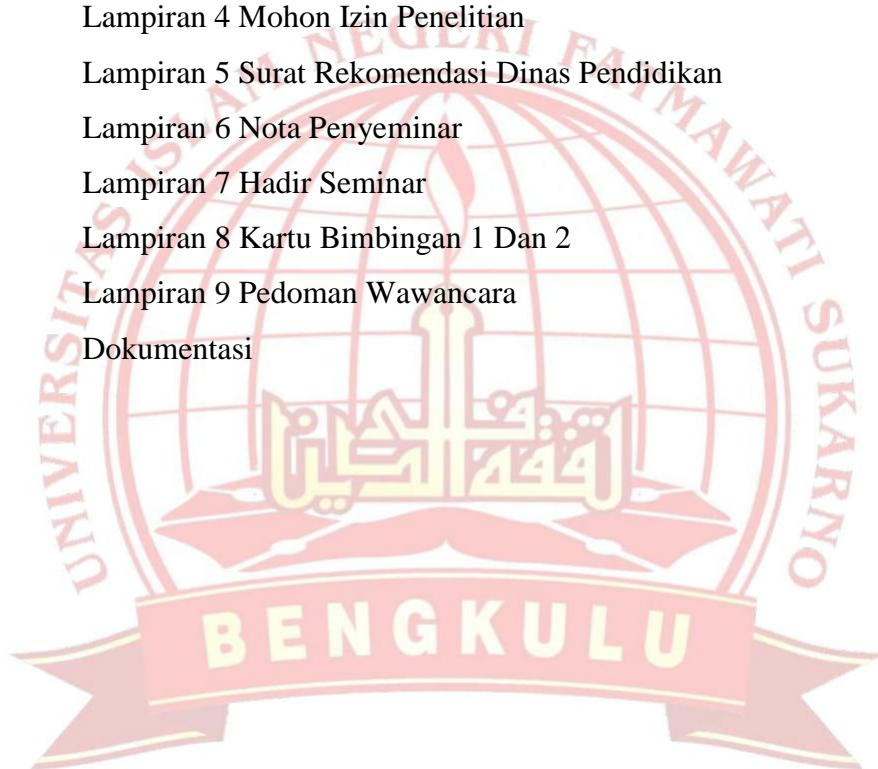 Lampiran 4 Mohon Izin Penelitian
Lampiran 5 Surat Rekomendasi Dinas Pendidikan
Lampiran 6 Nota Penyeminar
Lampiran 7 Hadir Seminar
Lampiran 8 Kartu Bimbingan 1 Dan 2
Lampiran 9 Pedoman Wawancara
Dokumentasi
UNIVERSITAS ISLAM NEGERI FATMAWATI SUKARNO
BENGKULU